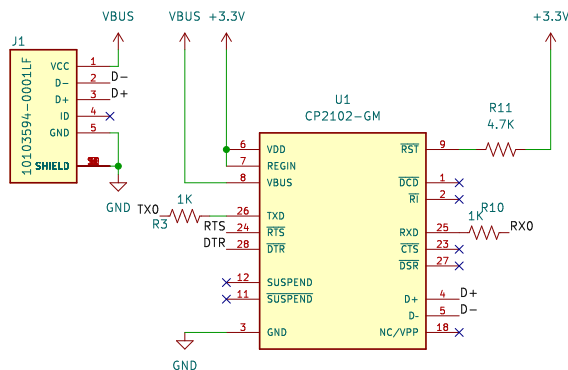 VBUS
VBUS
+3.3V
+3.3V
J1
10103594-0001LF
VCC 1
D- 2 D-
D+ 3 D+
ID 4
GND 5
SHIELD
GND
U1
CP2102-GM
R11
4.7K
6 VDD
7 REGIN
8 VBUS
TX0 1K R3 26 TXD
RTS 24 RTS
DTR 28 DTR
12 SUSPEND
11 SUSPEND
3 GND
GND
RST 9
DCD 1
RI 2
RXD 25 1K R10 RX0
CTS 23
DSR 27
D+ 4 D+
D- 5 D-
NC/VPP 18